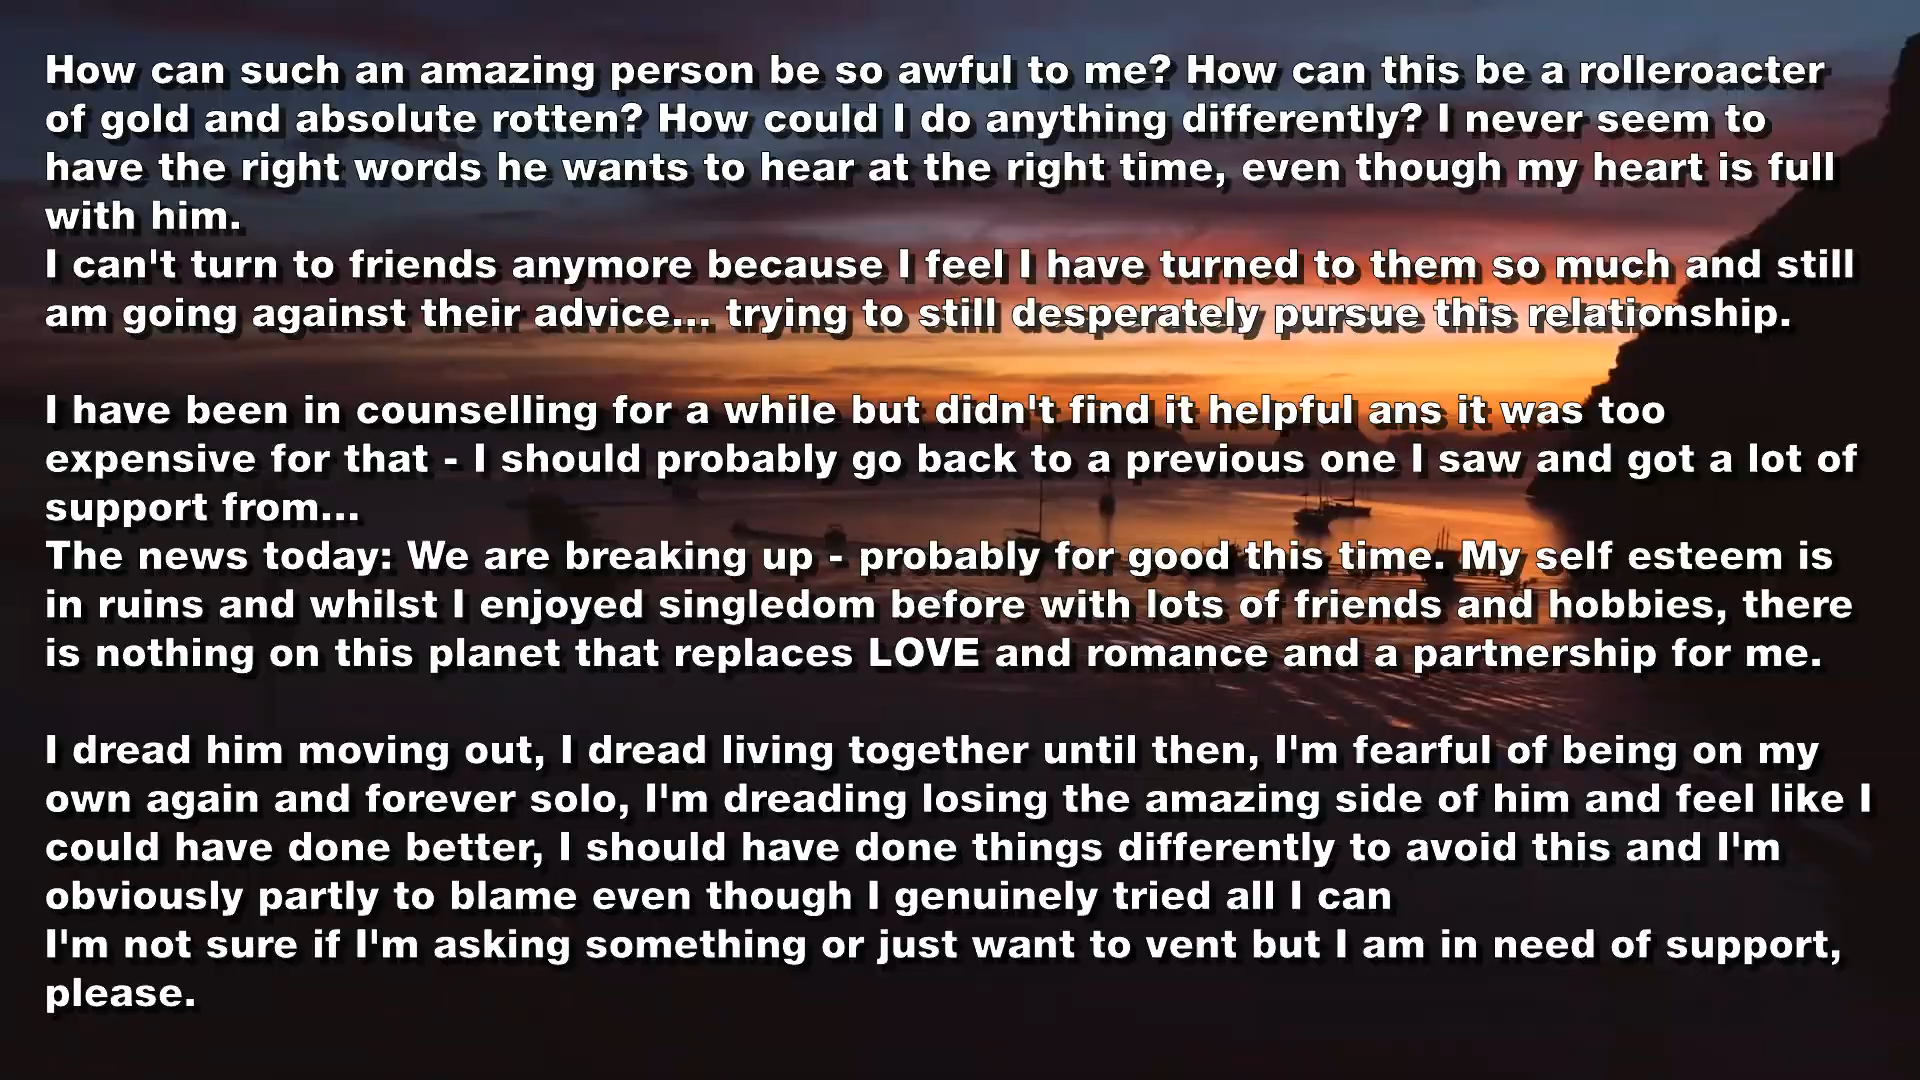 How can such an amazing person be so awful to me? How can this be a rolleroacter
of gold and absolute rotten? How could I do anything differently? I never seem to
have the right words he wants to hear at the right time, even though my heart is full
with him.
I can't turn to friends anymore because I feel I have turned to them so much and still
am going against their advice... trying to still desperately pursue this relationship.
I have been in counselling for a while but didn't find it helpful ans it was too
expensive for that - I should probably go back to a previous one I saw and got a lot of
support from...
The news today: We are breaking up - probably for good this time. My self esteem is
in ruins and whilst I enjoyed singledom before with lots of friends and hobbies, there
is nothing on this planet that replaces LOVE and romance and a partnership for me.
I dread him moving out, I dread living together until then, I'm fearful of being on my
own again and forever solo, I'm dreading losing the amazing side of him and feel like I
could have done better, I should have done things differently to avoid this and I'm
obviously partly to blame even though I genuinely tried all I can
I'm not sure if I'm asking something or just want to vent but I am in need of support,
please.